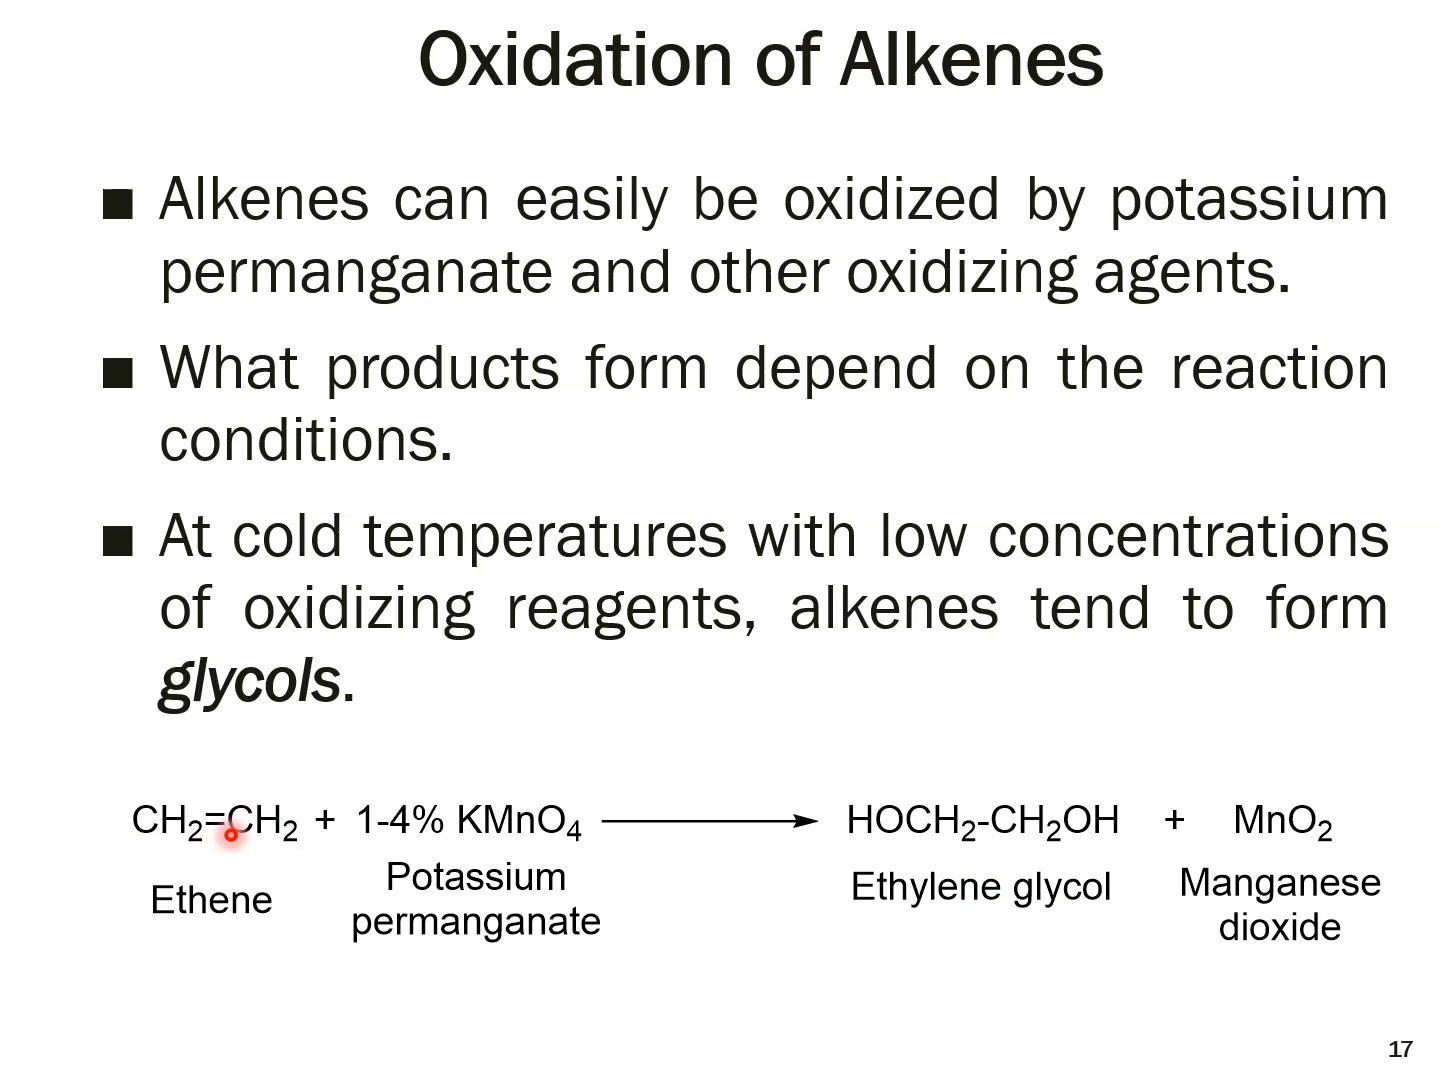 Oxidation of Alkenes
■ Alkenes can easily be oxidized by potassium
permanganate and other oxidizing agents.
■ What products form depend on the reaction
conditions.
■ At cold temperatures with low concentrations
of oxidizing reagents, alkenes tend to form
glycols.
CH₂=CH₂ + 1-4% KMnO₄ ⟶ HOCH₂-CH₂OH + MnO₂
Ethene
Potassium
permanganate
Ethylene glycol
Manganese
dioxide
17